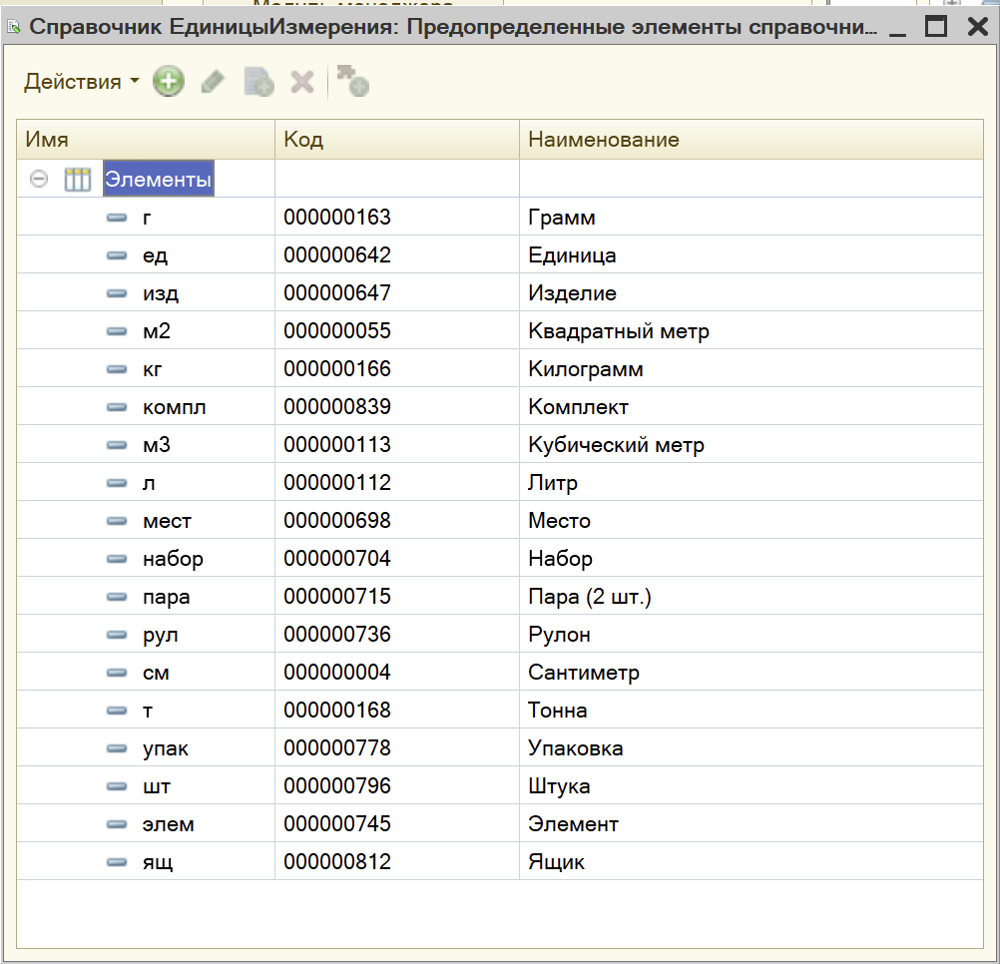 Справочник ЕдиницыИзмерения: Предопределенные элементы справочни...
Действия
Имя Код Наименование
Элементы
г 000000163 Грамм
ед 000000642 Единица
изд 000000647 Изделие
м2 000000055 Квадратный метр
кг 000000166 Килограмм
компл 000000839 Комплект
м3 000000113 Кубический метр
л 000000112 Литр
мест 000000698 Место
набор 000000704 Набор
пара 000000715 Пара (2 шт.)
рул 000000736 Рулон
см 000000004 Сантиметр
т 000000168 Тонна
упак 000000778 Упаковка
шт 000000796 Штука
элем 000000745 Элемент
ящ 000000812 Ящик